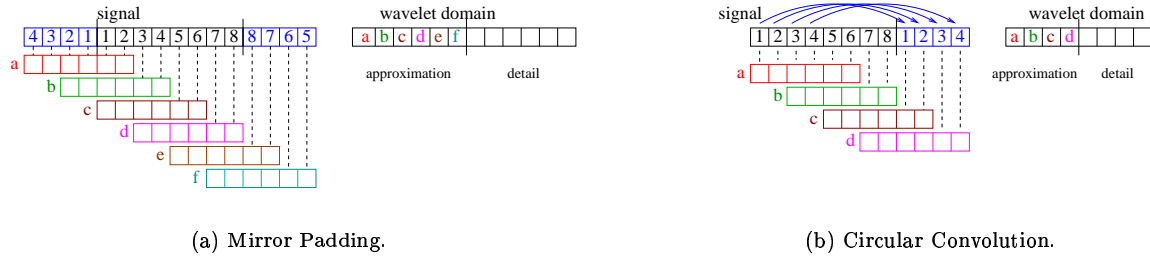 signal
wavelet domain
4 3 2 1 1 2 3 4 5 6 7 8 8 7 6 5
a b c d e f
a
approximation
detail
b
c
d
e
f
(a) Mirror Padding.
signal
wavelet domain
1 2 3 4 5 6 7 8 1 2 3 4
a b c d
a
approximation
detail
b
c
d
(b) Circular Convolution.